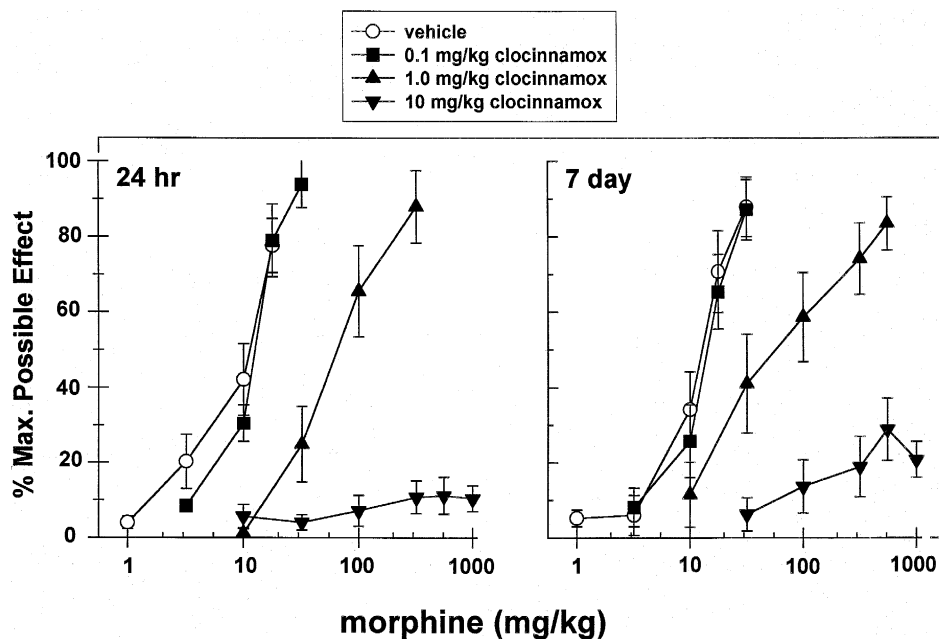 vehicle
0.1 mg/kg clocinnamox
1.0 mg/kg clocinnamox
10 mg/kg clocinnamox
24 hr
7 day
% Max. Possible Effect
100
80
60
40
20
0
1 10 100 1000
1 10 100 1000
morphine (mg/kg)